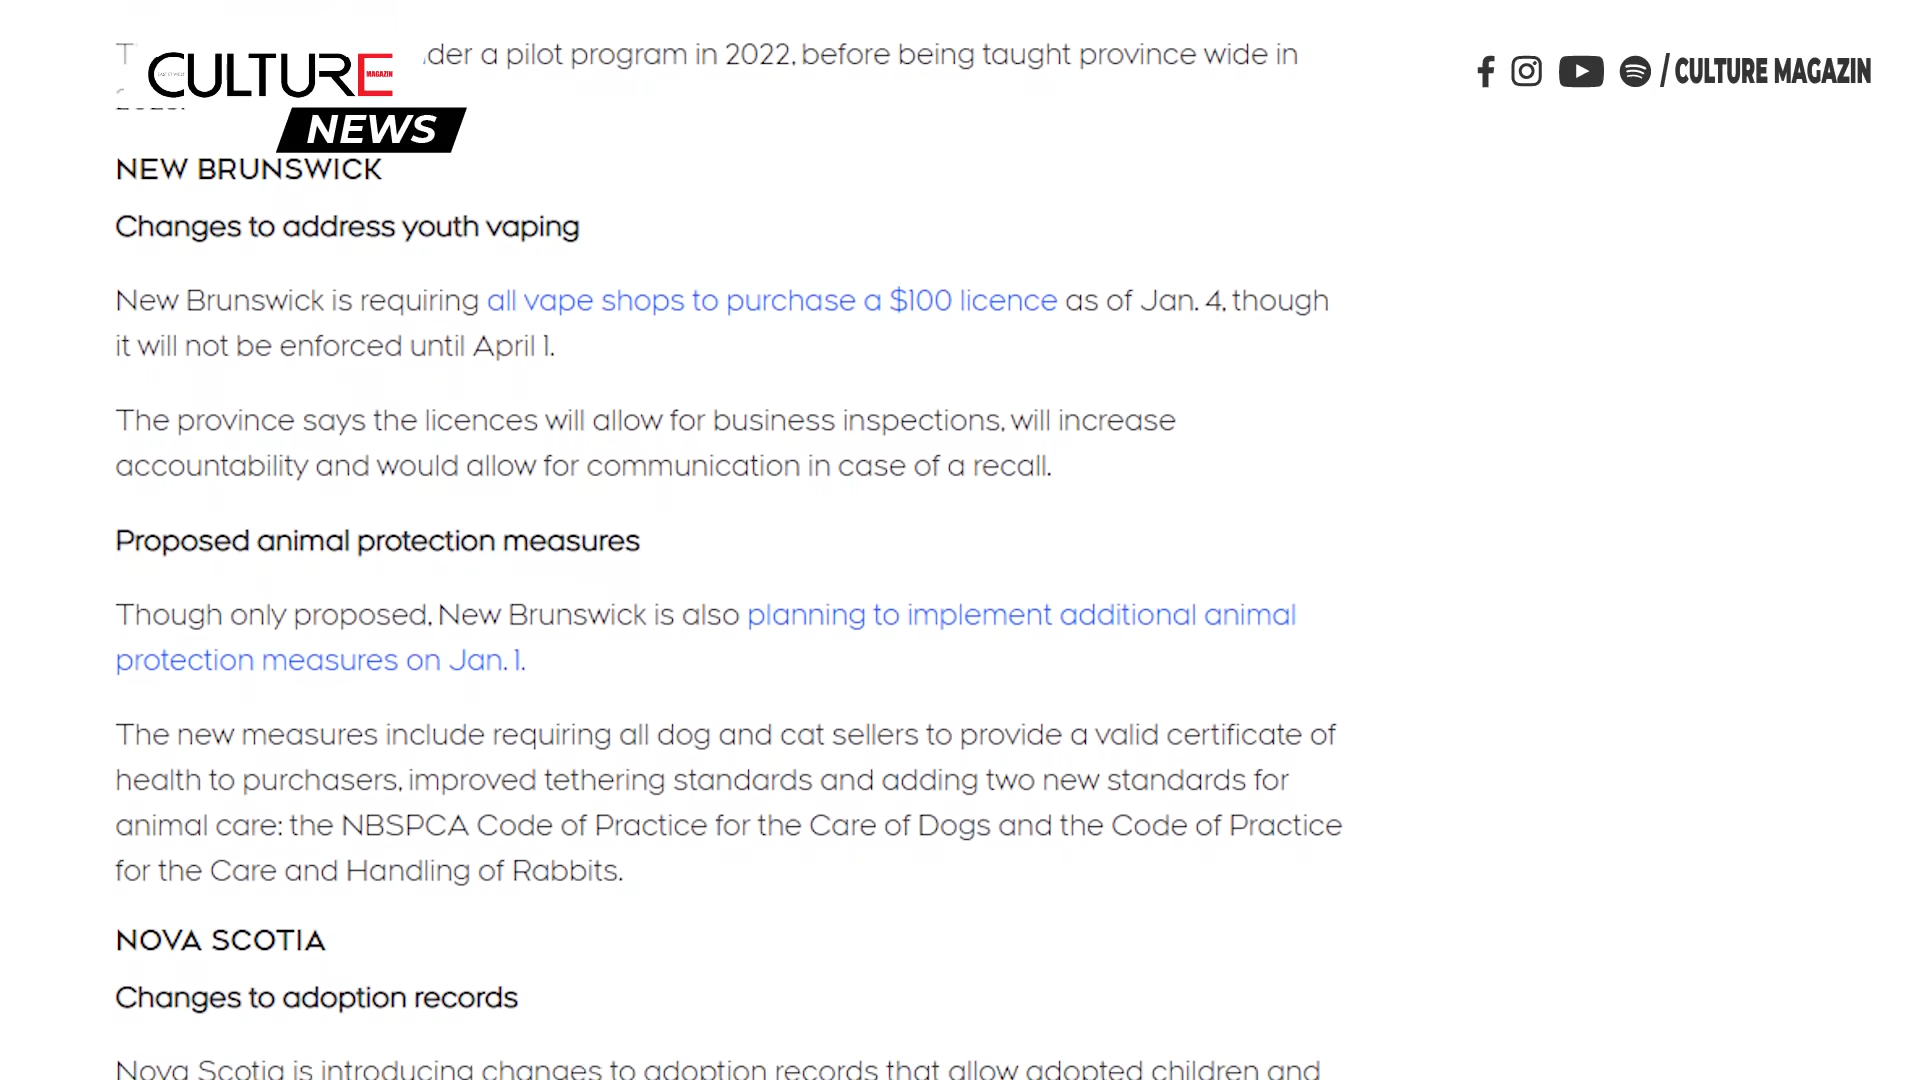 der a pilot program in 2022, before being taught province wide in
CULTURE
MAGAZIN
NEWS
/ CULTURE MAGAZIN
NEW BRUNSWICK
Changes to address youth vaping
New Brunswick is requiring all vape shops to purchase a $100 licence as of Jan. 4, though
it will not be enforced until April 1.
The province says the licences will allow for business inspections, will increase
accountability and would allow for communication in case of a recall.
Proposed animal protection measures
Though only proposed, New Brunswick is also planning to implement additional animal
protection measures on Jan. 1.
The new measures include requiring all dog and cat sellers to provide a valid certificate of
health to purchasers, improved tethering standards and adding two new standards for
animal care: the NBSPCA Code of Practice for the Care of Dogs and the Code of Practice
for the Care and Handling of Rabbits.
NOVA SCOTIA
Changes to adoption records
Nova Scotia is introducing changes to adoption records that allow adopted children and